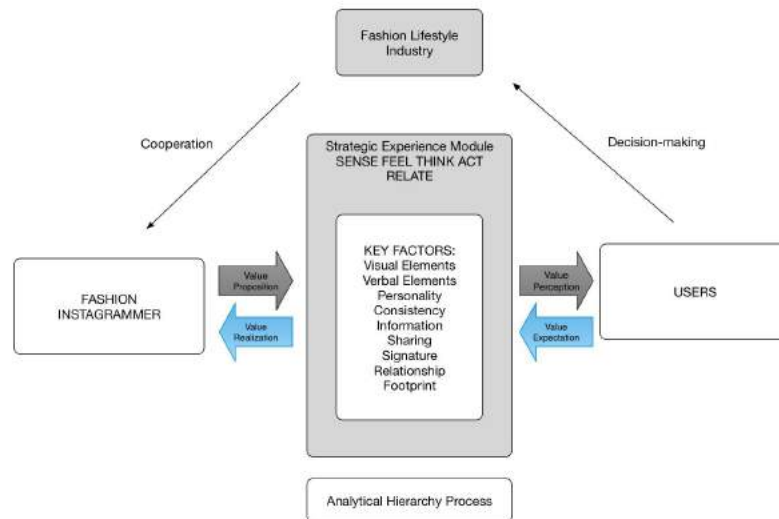 Fashion Lifestyle
Industry
Cooperation
Decision-making
Strategic Experience Module
SENSE FEEL THINK ACT
RELATE
FASHION
INSTAGRAMMER
Value
Proposition
Value
Realization
KEY FACTORS:
Visual Elements
Verbal Elements
Personality
Consistency
Information
Sharing
Signature
Relationship
Footprint
Value
Perception
Value
Expectation
USERS
Analytical Hierarchy Process